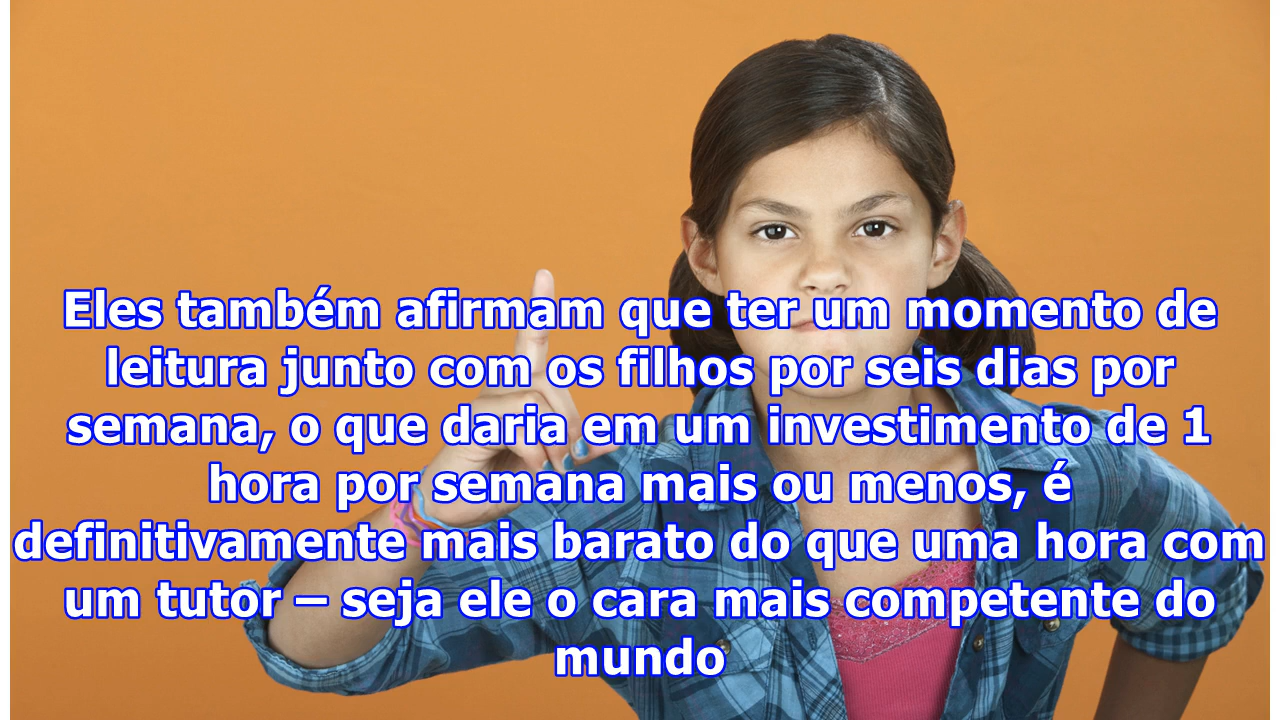 Eles também afirmam que ter um momento de
leitura junto com os filhos por seis dias por
semana, o que daria em um investimento de 1
hora por semana mais ou menos, é
definitivamente mais barato do que uma hora com
um tutor – seja ele o cara mais competente do
mundo